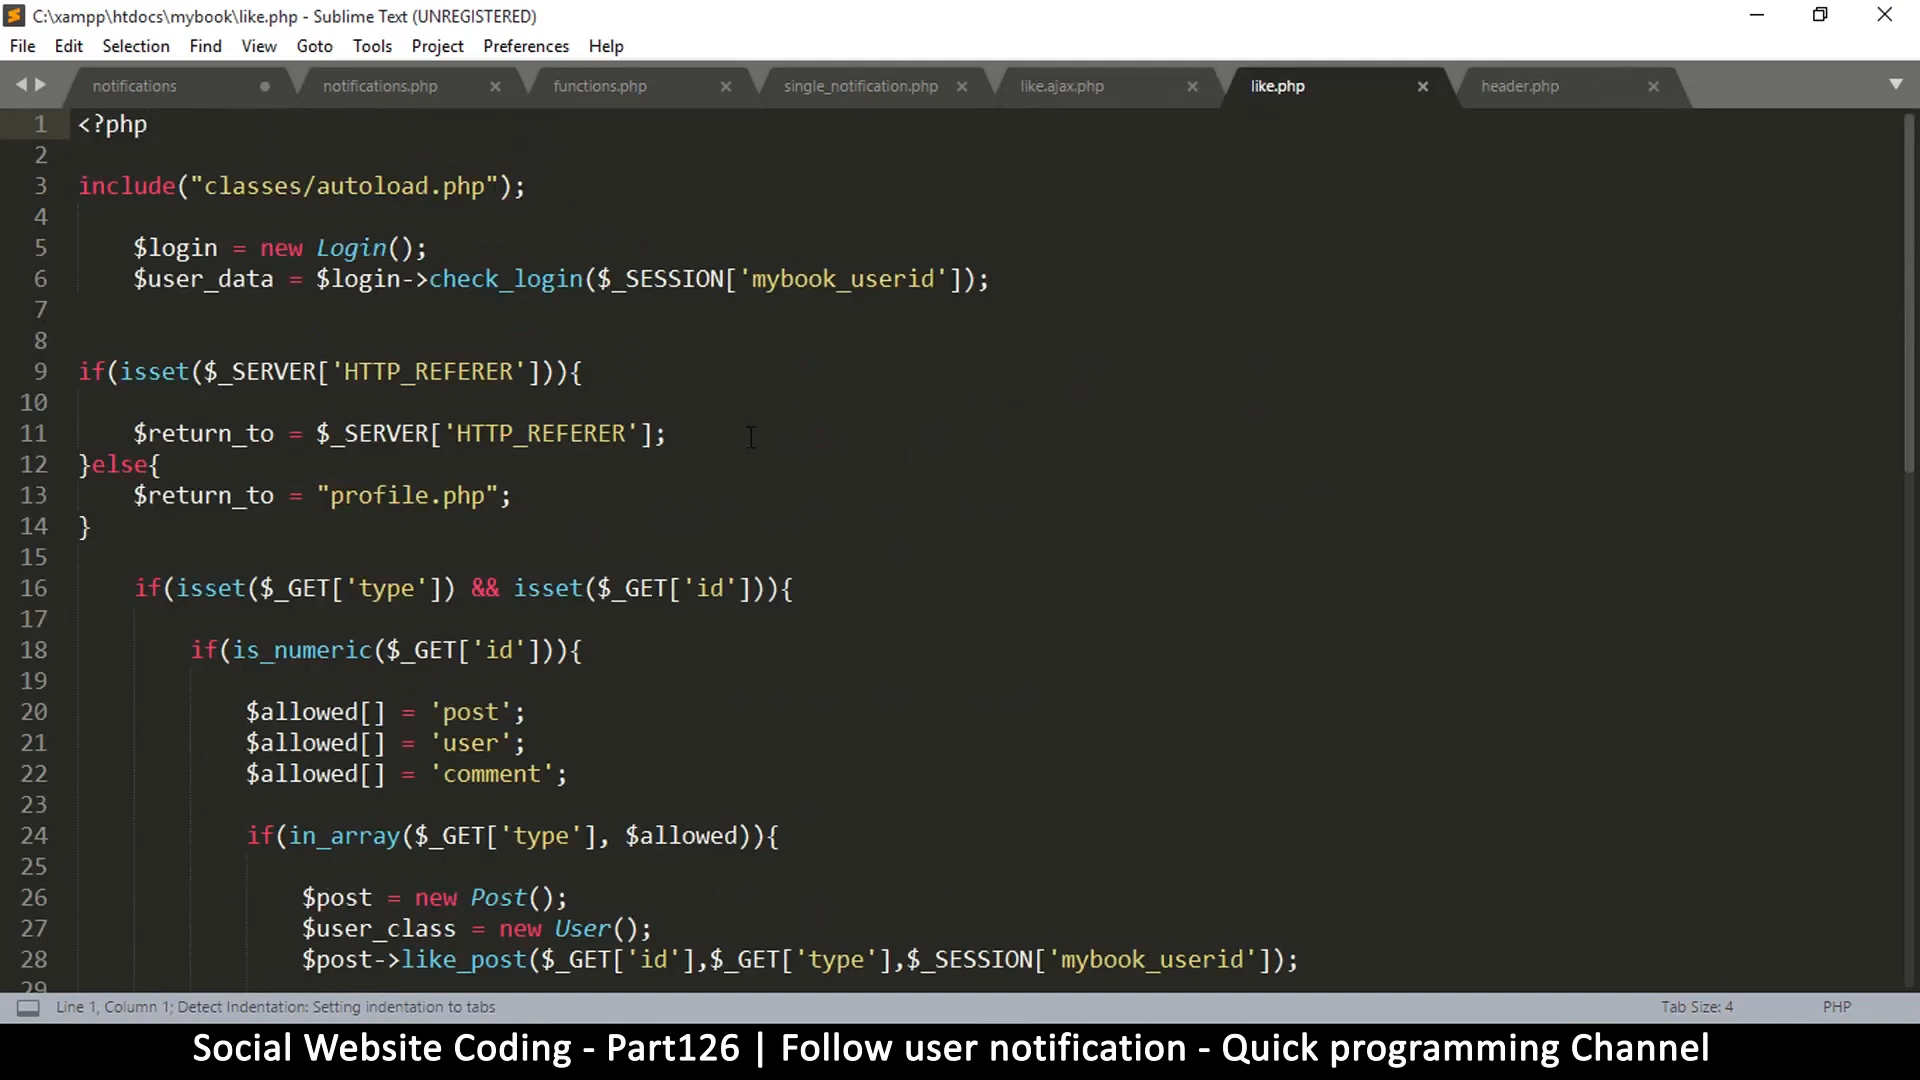 C:\xampp\htdocs\mybook\like.php - Sublime Text (UNREGISTERED)
File Edit Selection Find View Goto Tools Project Preferences Help
notifications notifications.php functions.php single_notification.php like.ajax.php like.php header.php
1 <?php
2
3 include("classes/autoload.php");
4
5 $login = new Login();
6 $user_data = $login->check_login($_SESSION['mybook_userid']);
7
8
9 if(isset($_SERVER['HTTP_REFERER'])){
10
11 $return_to = $_SERVER['HTTP_REFERER'];
12 }else{
13 $return_to = "profile.php";
14 }
15
16 if(isset($_GET['type']) && isset($_GET['id'])){
17
18 if(is_numeric($_GET['id'])){
19
20 $allowed[] = 'post';
21 $allowed[] = 'user';
22 $allowed[] = 'comment';
23
24 if(in_array($_GET['type'], $allowed)){
25
26 $post = new Post();
27 $user_class = new User();
28 $post->like_post($_GET['id'],$_GET['type'],$_SESSION['mybook_userid']);
29
Line 1, Column 1; Detect Indentation: Setting indentation to tabs Tab Size: 4 PHP
Social Website Coding - Part126 | Follow user notification - Quick programming Channel